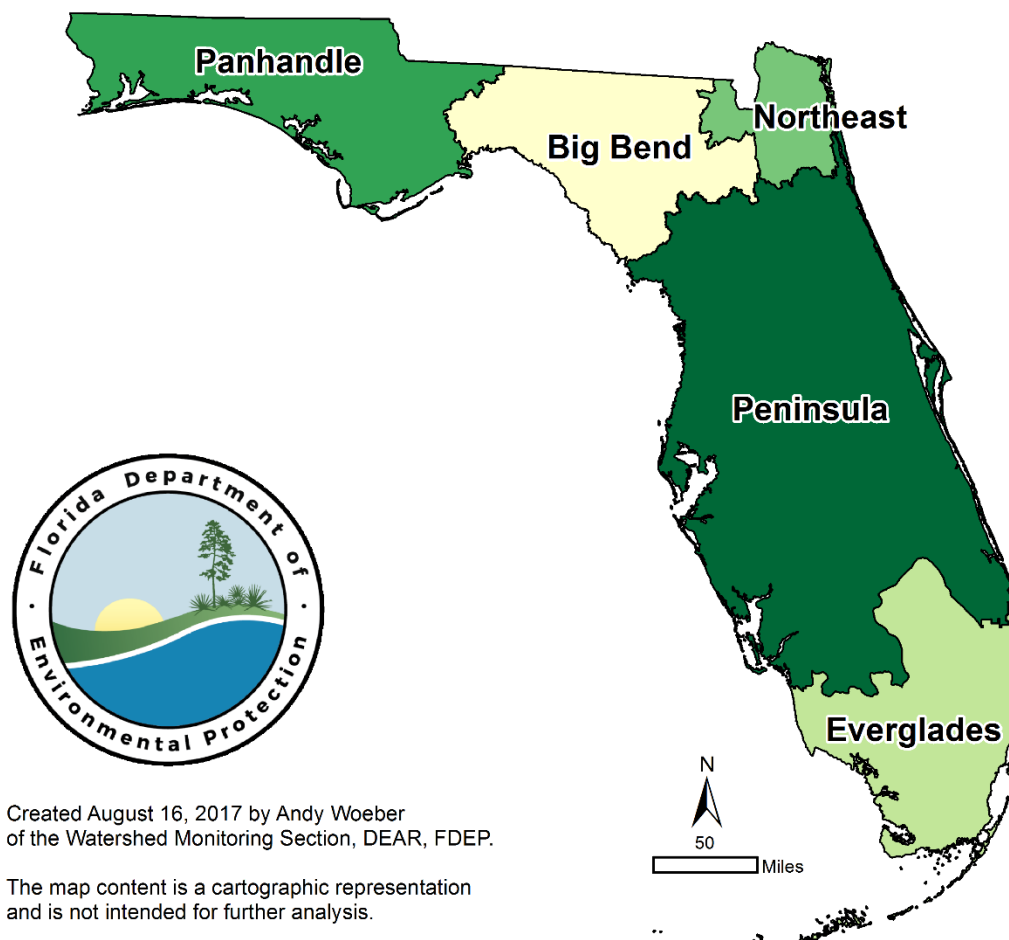 Panhandle
Northeast
Big Bend
Peninsula
Everglades
Florida Department of
Environmental Protection
N
50
Miles
Created August 16, 2017 by Andy Woeber
of the Watershed Monitoring Section, DEAR, FDEP.
The map content is a cartographic representation
and is not intended for further analysis.